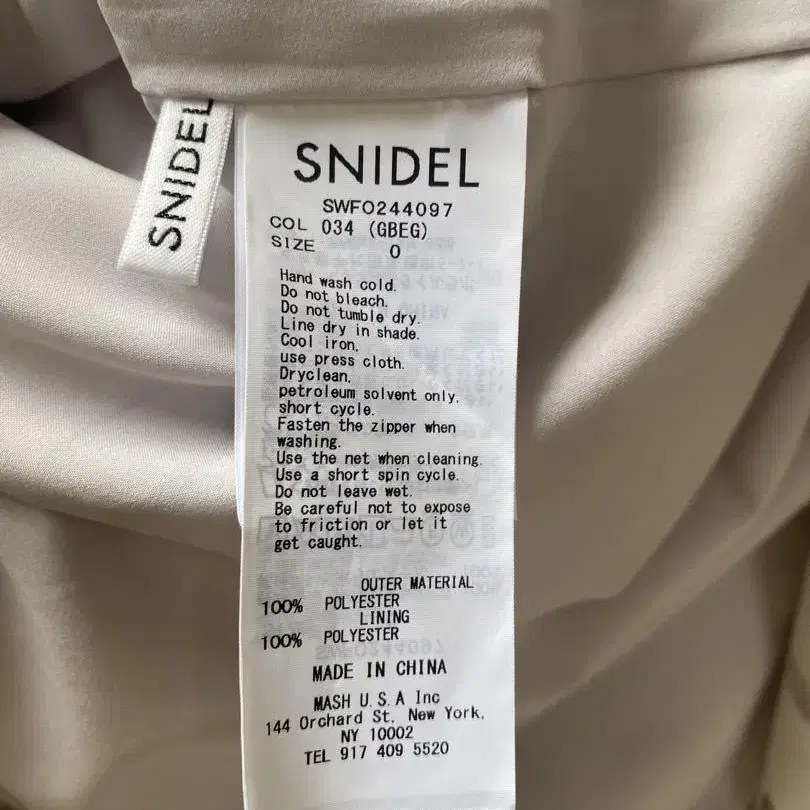 SNIDEL
SNIDEL
SWFO244097
COL 034 (GBEG)
SIZE 0
Hand wash cold.
Do not bleach.
Do not tumble dry.
Line dry in shade.
Cool iron,
use press cloth.
Dryclean,
petroleum solvent only,
short cycle.
Fasten the zipper when
washing.
Use the net when cleaning.
Use a short spin cycle.
Do not leave wet.
Be careful not to expose
to friction or let it
get caught.
OUTER MATERIAL
100% POLYESTER
LINING
100% POLYESTER
MADE IN CHINA
MASH U.S.A Inc
144 Orchard St, New York,
NY 10002
TEL 917 409 5520